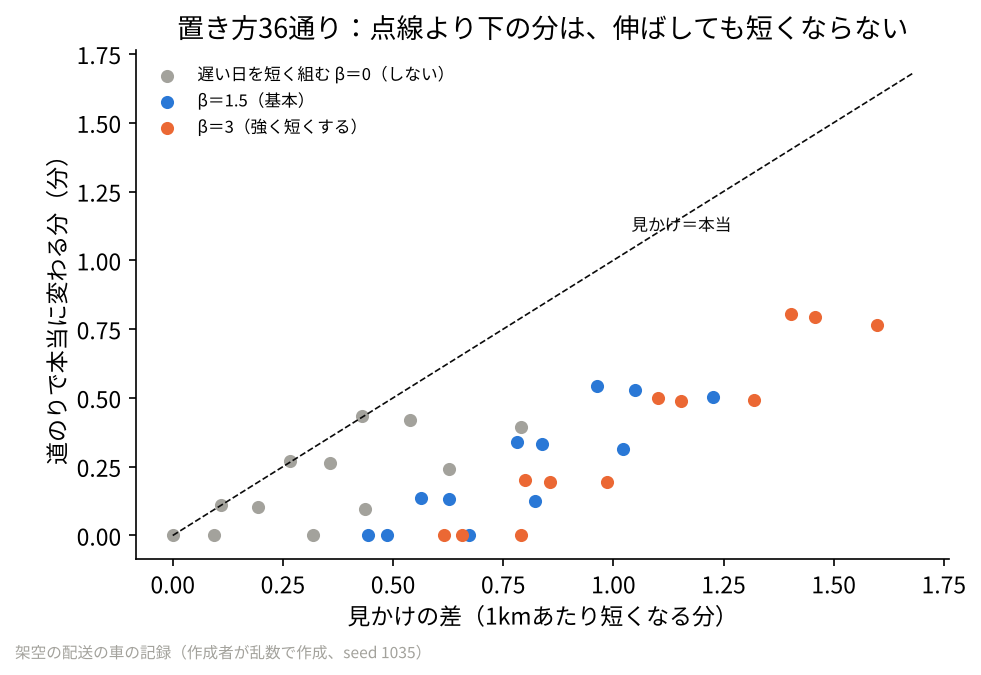 置き方36通り：点線より下の分は、伸ばしても短くならない
遅い日を短く組む β＝0（しない）
β＝1.5（基本）
β＝3（強く短くする）
見かけ＝本当
道のりで本当に変わる分（分）
1.75
1.50
1.25
1.00
0.75
0.50
0.25
0.00
0.00 0.25 0.50 0.75 1.00 1.25 1.50 1.75
見かけの差（1kmあたり短くなる分）
架空の配送の車の記録（作成者が乱数で作成、seed 1035）